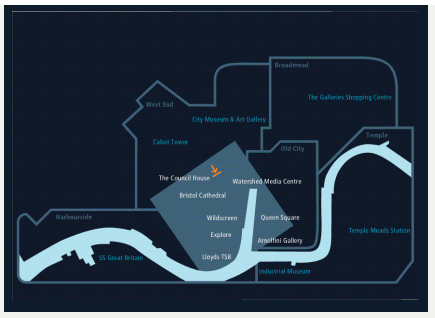 Broadmead
The Galleries Shopping Centre
West End
City Museum & Art Gallery
Temple
Cabot Tower
Old City
The Council House
Watershed Media Centre
Bristol Cathedral
Harbourside
Wildscreen
Queen Square
Temple Meads Station
Explore
Arnolfini Gallery
SS Great Britain
Lloyds TSB
Industrial Museum